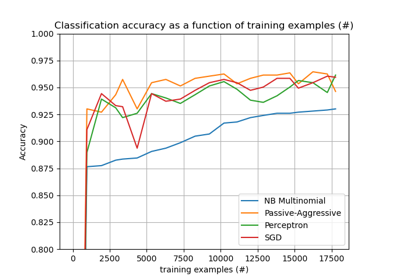 Classification accuracy as a function of training examples (#)
1.000
0.975
0.950
0.925
0.900
0.875
0.850
0.825
0.800
Accuracy
NB Multinomial
Passive-Aggressive
Perceptron
SGD
0 2500 5000 7500 10000 12500 15000 17500
training examples (#)